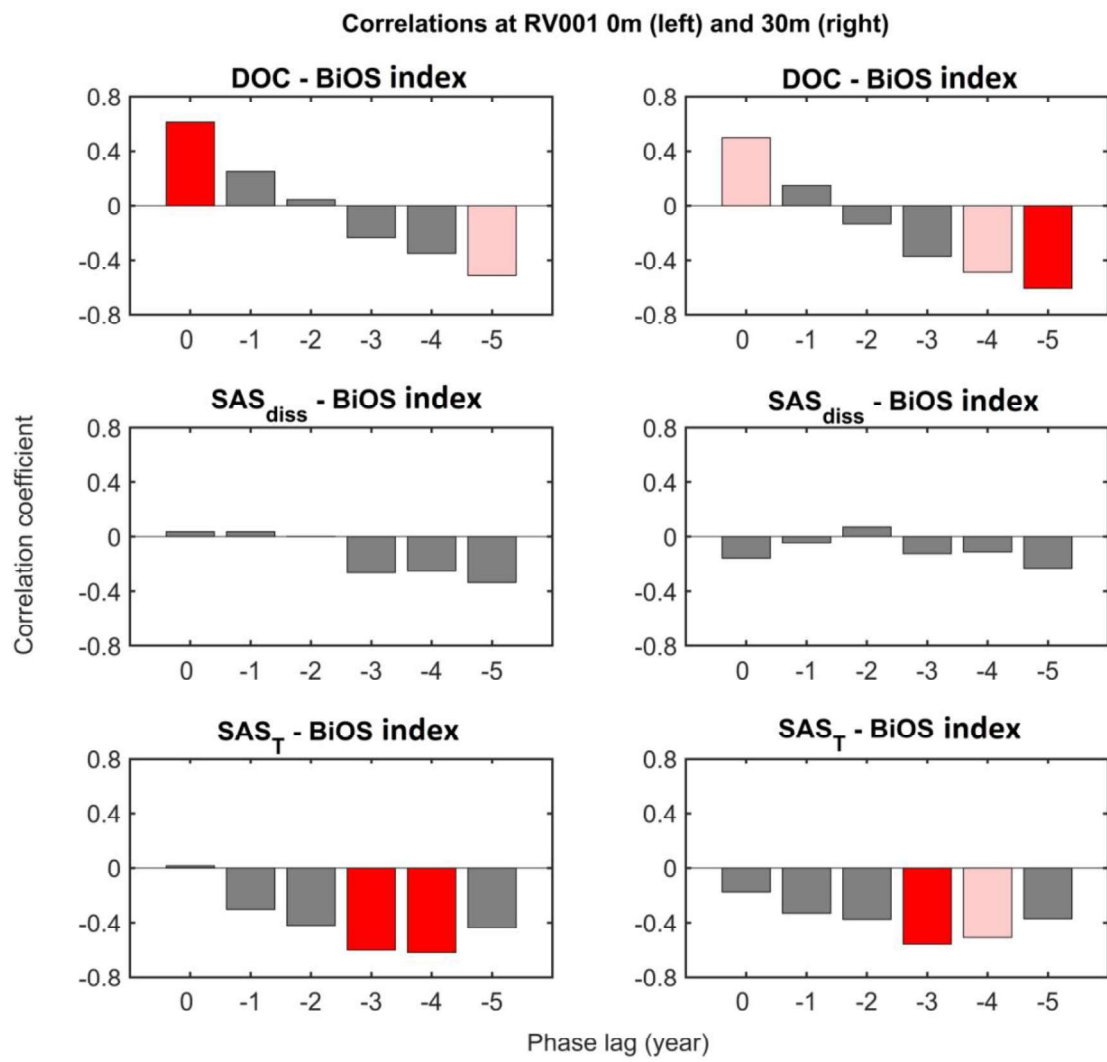 Correlations at RV001 0m (left) and 30m (right)
DOC - BiOS index
0.8
0.4
0
-0.4
-0.8
0 -1 -2 -3 -4 -5
DOC - BiOS index
0.8
0.4
0
-0.4
-0.8
0 -1 -2 -3 -4 -5
Correlation coefficient
SAS_diss - BiOS index
0.8
0.4
0
-0.4
-0.8
0 -1 -2 -3 -4 -5
SAS_diss - BiOS index
0.8
0.4
0
-0.4
-0.8
0 -1 -2 -3 -4 -5
SAS_T - BiOS index
0.8
0.4
0
-0.4
-0.8
0 -1 -2 -3 -4 -5
SAS_T - BiOS index
0.8
0.4
0
-0.4
-0.8
0 -1 -2 -3 -4 -5
Phase lag (year)